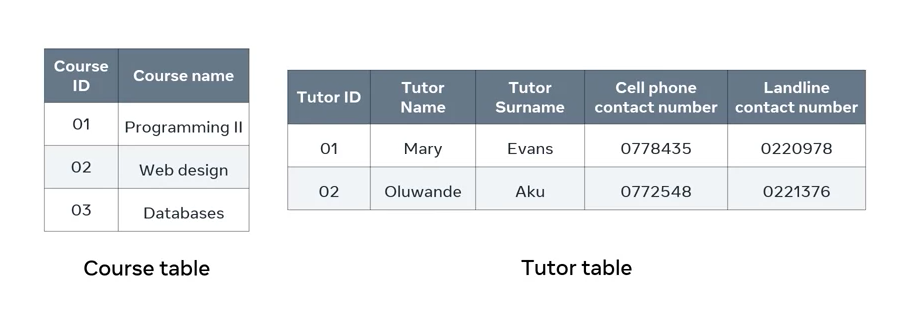 Course ID
Course name
01
Programming II
02
Web design
03
Databases
Course table
Tutor ID
Tutor Name
Tutor Surname
Cell phone contact number
Landline contact number
01
Mary
Evans
0778435
0220978
02
Oluwande
Aku
0772548
0221376
Tutor table